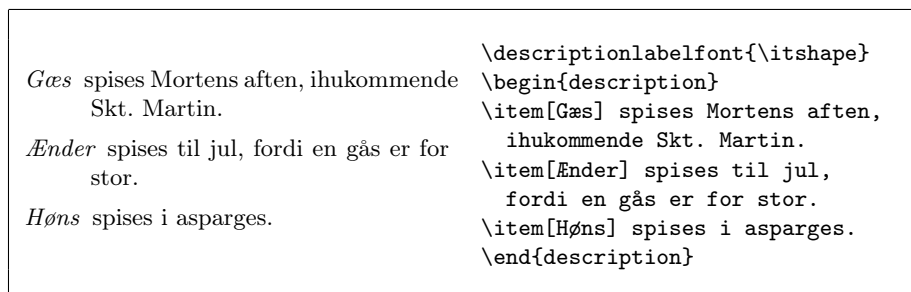 Gæs spises Mortens aften, ihukommende
Skt. Martin.
Ænder spises til jul, fordi en gås er for
stor.
Høns spises i asparges.
\descriptionlabelfont{\itshape}
\begin{description}
\item[Gæs] spises Mortens aften,
ihukommende Skt. Martin.
\item[Ænder] spises til jul,
fordi en gås er for stor.
\item[Høns] spises i asparges.
\end{description}